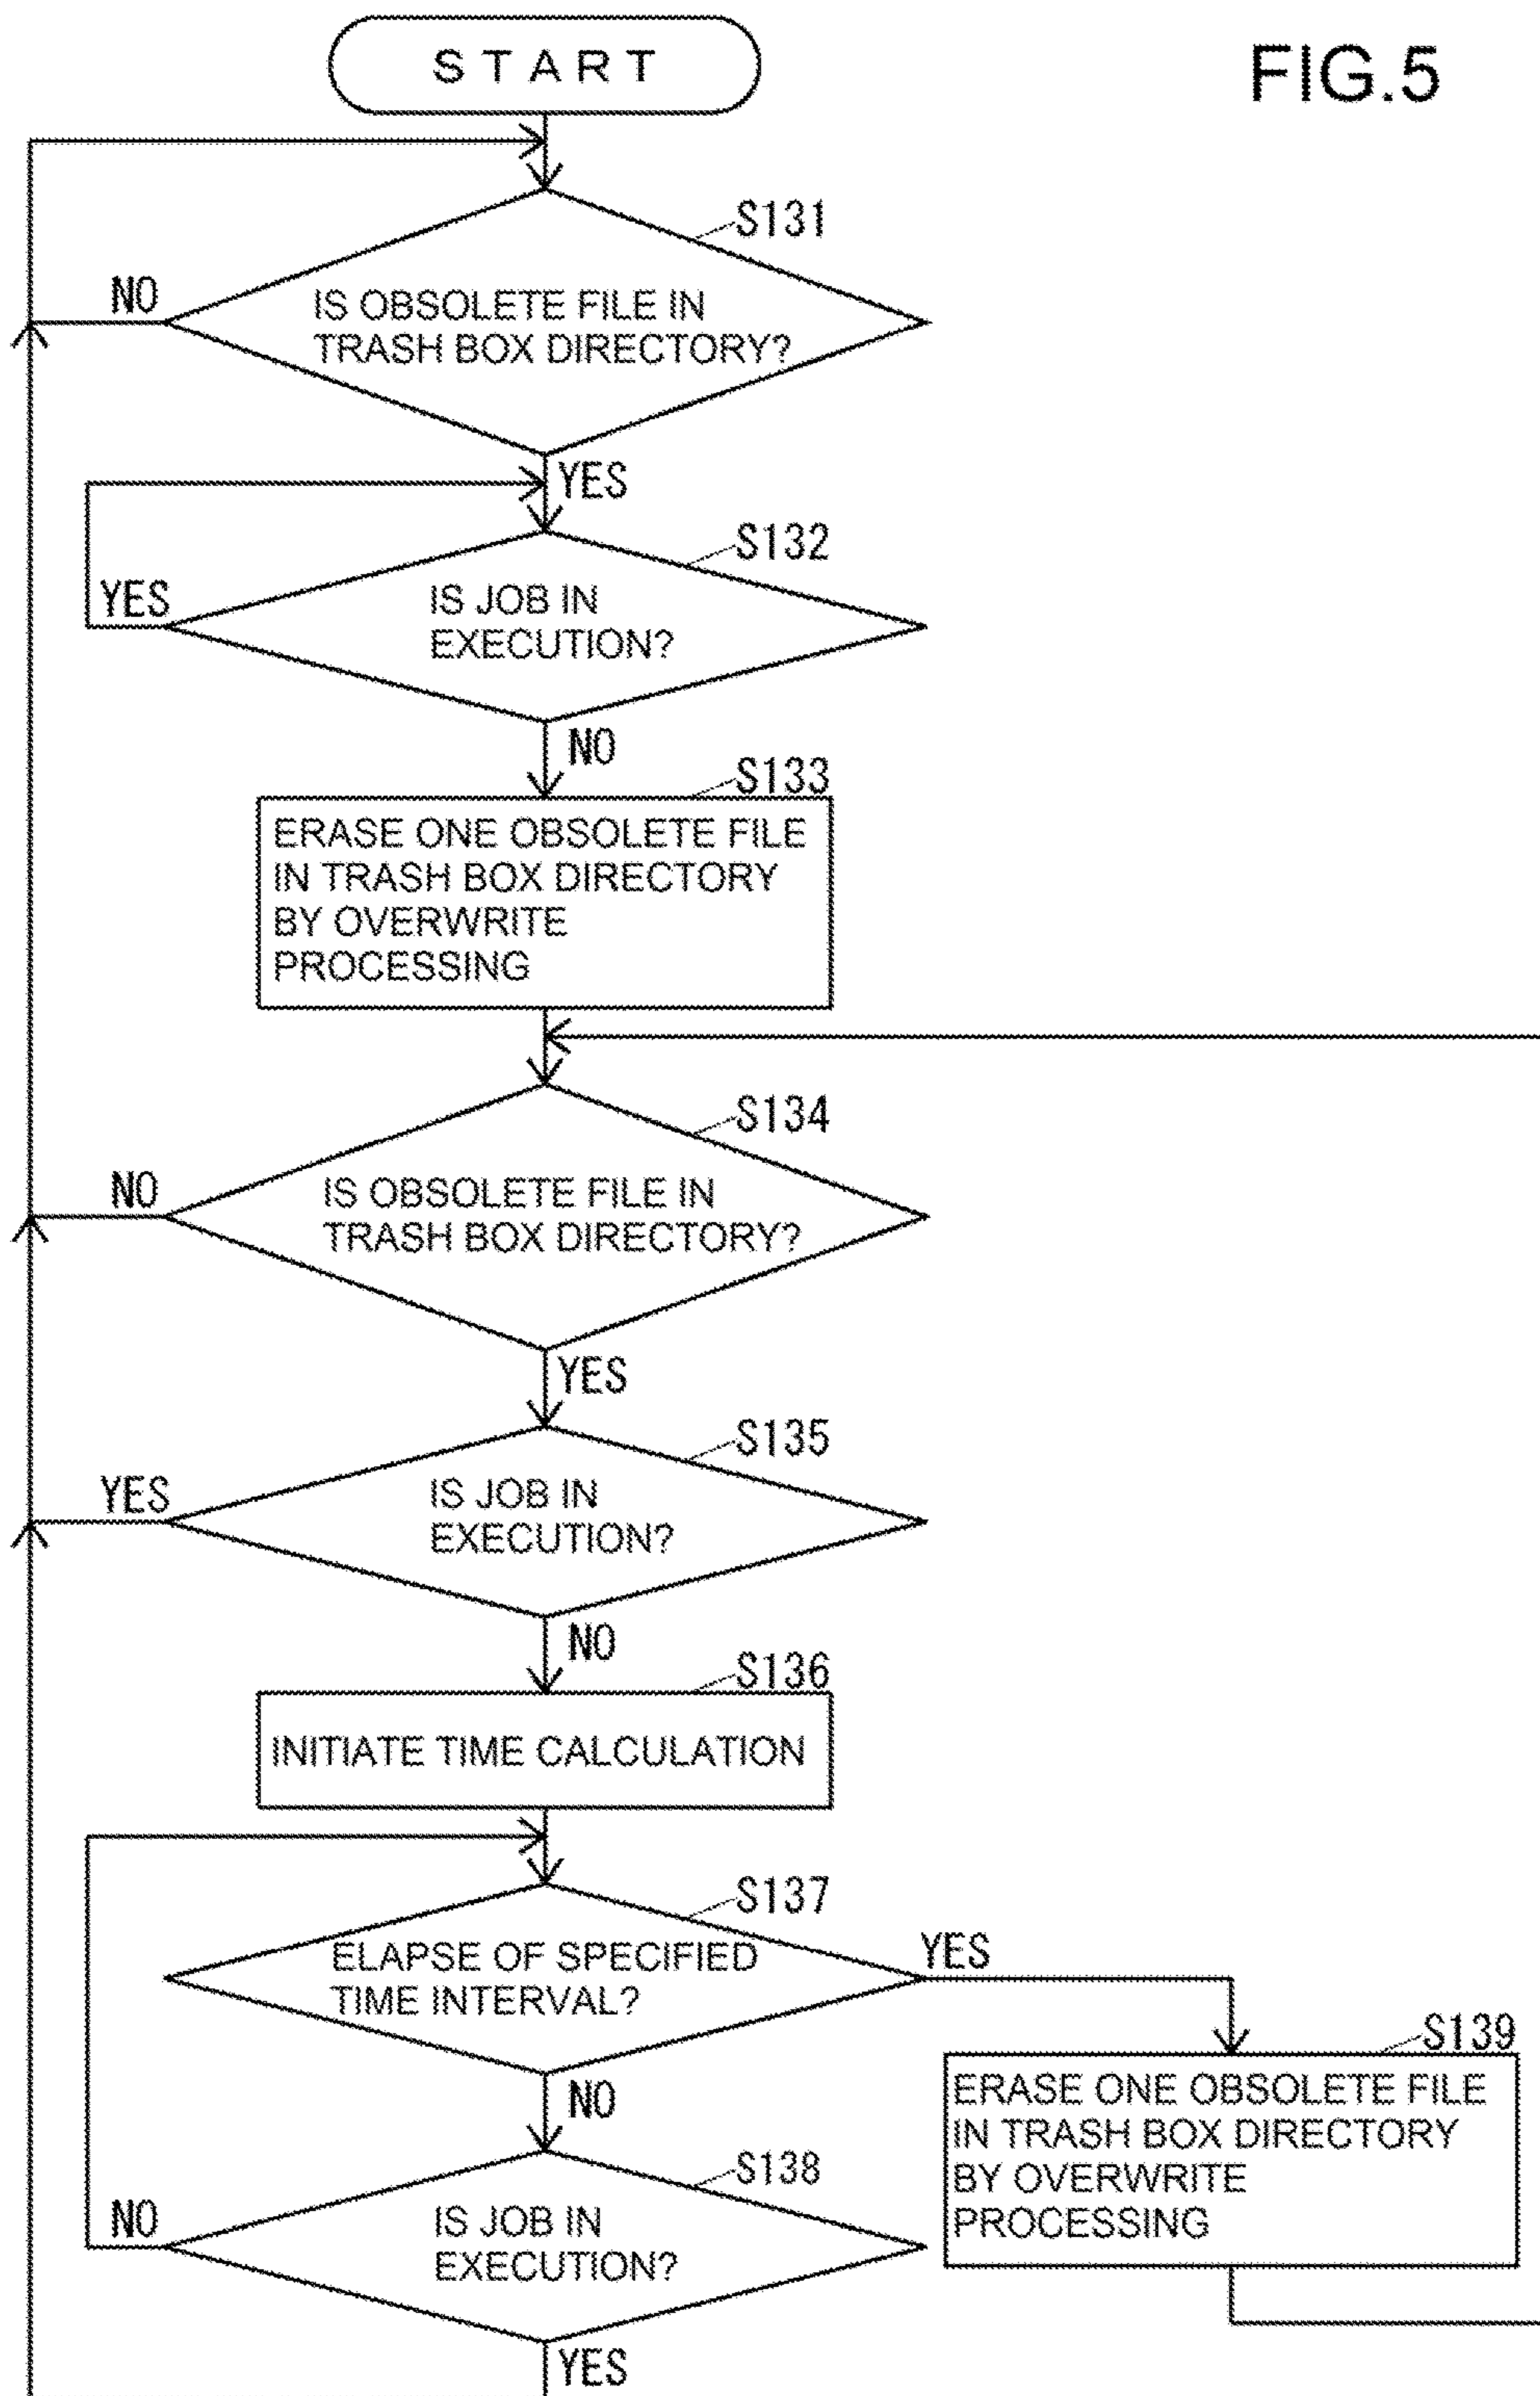 START
FIG.5
S131
NO
IS OBSOLETE FILE IN
TRASH BOX DIRECTORY?
YES
S132
YES
IS JOB IN
EXECUTION?
NO
S133
ERASE ONE OBSOLETE FILE
IN TRASH BOX DIRECTORY
BY OVERWRITE
PROCESSING
S134
NO
IS OBSOLETE FILE IN
TRASH BOX DIRECTORY?
YES
S135
YES
IS JOB IN
EXECUTION?
NO
S136
INITIATE TIME CALCULATION
S137
ELAPSE OF SPECIFIED
TIME INTERVAL?
YES
NO
S139
ERASE ONE OBSOLETE FILE
IN TRASH BOX DIRECTORY
BY OVERWRITE
PROCESSING
S138
NO
IS JOB IN
EXECUTION?
YES